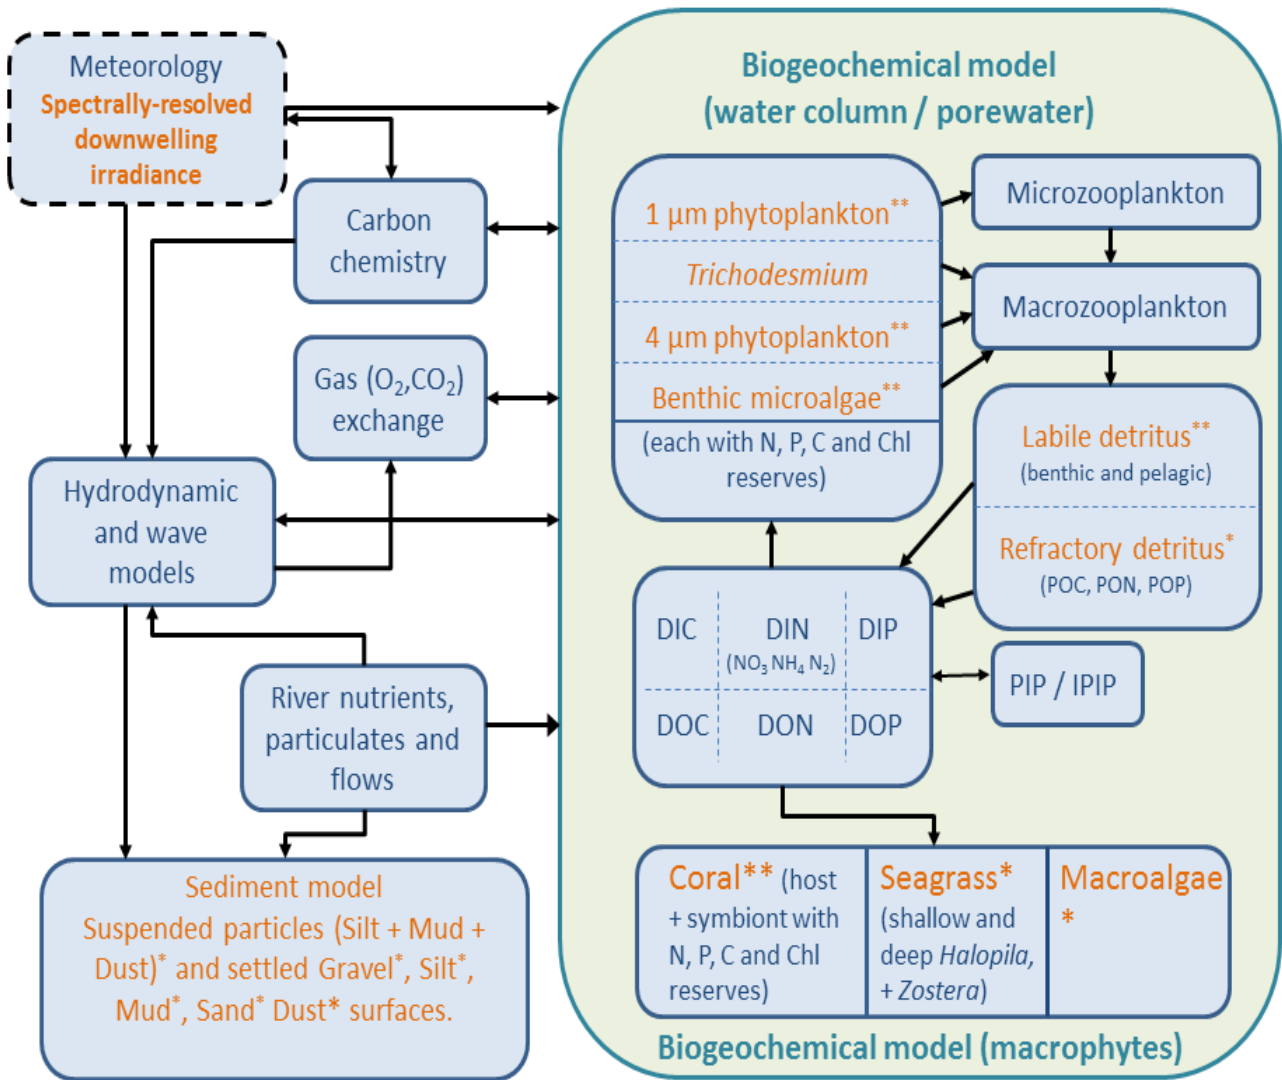 Meteorology
Spectrally-resolved
downwelling
irradiance
Carbon
chemistry
Gas (O₂,CO₂)
exchange
Hydrodynamic
and wave
models
River nutrients,
particulates and
flows
Sediment model
Suspended particles (Silt + Mud +
Dust)* and settled Gravel*, Silt*,
Mud*, Sand* Dust* surfaces.
Biogeochemical model
(water column / porewater)
1 µm phytoplankton**
Trichodesmium
4 µm phytoplankton**
Benthic microalgae**
(each with N, P, C and Chl
reserves)
Microzooplankton
Macrozooplankton
Labile detritus**
(benthic and pelagic)
Refractory detritus*
(POC, PON, POP)
DIC
DIN
(NO₃ NH₄ N₂)
DIP
DOC
DON
DOP
PIP / IPIP
Coral** (host
+ symbiont with
N, P, C and Chl
reserves)
Seagrass*
(shallow and
deep Halopila,
+ Zostera)
Macroalgae
*
Biogeochemical model (macrophytes)